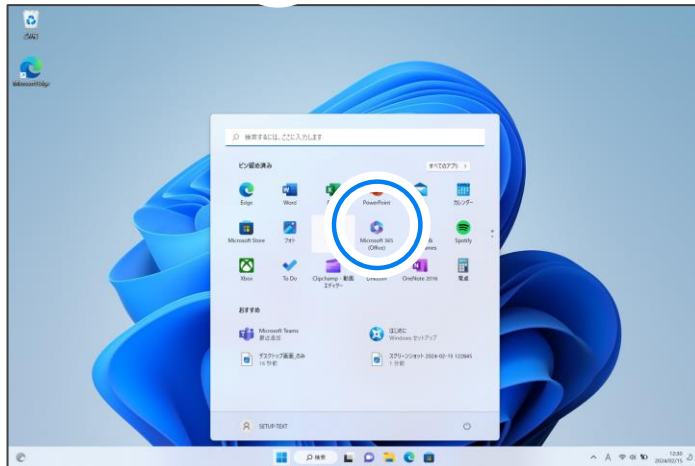 ごみ箱
Microsoft Edge
検索するには、ここに入力します
ピン留め済み
すべてのアプリ
Edge
Word
PowerPoint
カレンダー
Microsoft Store
フォト
Microsoft 365
(Office)
Spotify
Xbox
To Do
Clipchamp - 動画
エディター
OneNote 2016
電卓
おすすめ
Microsoft Teams
最近追加
はじめに
Windows セットアップ
デスクトップ画面_のみ
スクリーンショット 2024-02-15 122845
1 分前
SETUP-TEXT
検索
A
12:30
2024/02/15